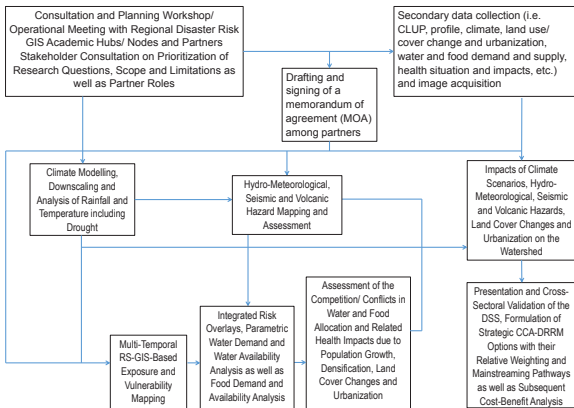 Consultation and Planning Workshop/
Operational Meeting with Regional Disaster Risk
GIS Academic Hubs/ Nodes and Partners
Stakeholder Consultation on Prioritization of
Research Questions, Scope and Limitations as
well as Partner Roles
Secondary data collection (i.e.
CLUP, profile, climate, land use/
cover change and urbanization,
water and food demand and supply,
health situation and impacts, etc.)
and image acquisition
Drafting and
signing of a
memorandum of
agreement (MOA)
among partners
Climate Modelling,
Downscaling and
Analysis of Rainfall and
Temperature including
Drought
Hydro-Meteorological,
Seismic and Volcanic
Hazard Mapping and
Assessment
Impacts of Climate
Scenarios, Hydro-
Meteorological, Seismic
and Volcanic Hazards,
Land Cover Changes and
Urbanization on the
Watershed
Multi-Temporal
RS-GIS-Based
Exposure and
Vulnerability
Mapping
Integrated Risk
Overlays, Parametric
Water Demand and
Water Availability
Analysis as well as
Food Demand and
Availability Analysis
Assessment of the
Competition/ Conflicts in
Water and Food
Allocation and Related
Health Impacts due to
Population Growth,
Densification, Land
Cover Changes and
Urbanization
Presentation and Cross-
Sectoral Validation of the
DSS, Formulation of
Strategic CCA-DRRM
Options with their
Relative Weighting and
Mainstreaming Pathways
as well as Subsequent
Cost-Benefit Analysis